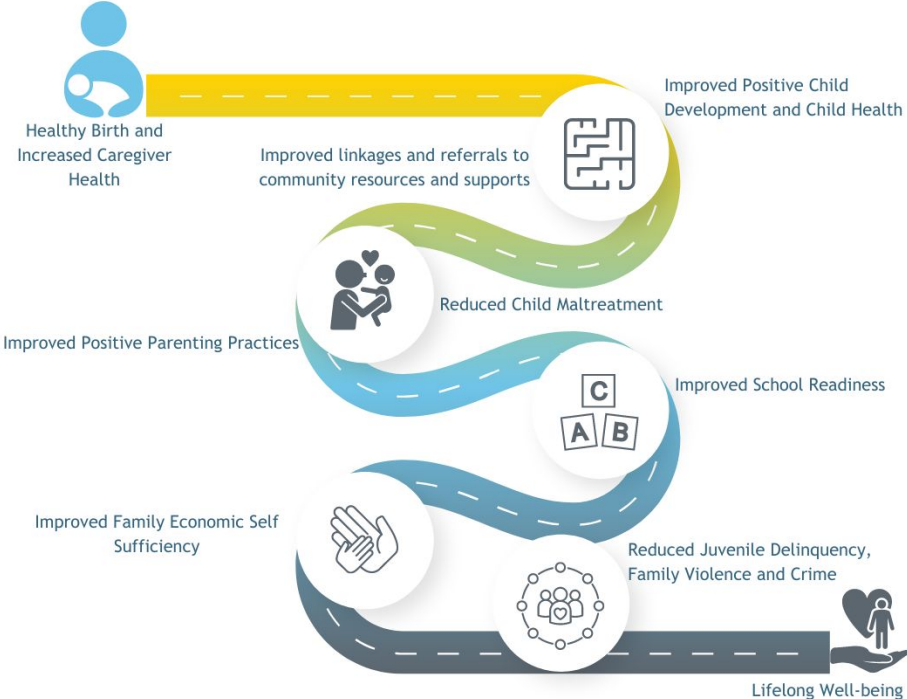 Improved Positive Child
Development and Child Health
Healthy Birth and
Increased Caregiver
Health
Improved linkages and referrals to
community resources and supports
Reduced Child Maltreatment
Improved Positive Parenting Practices
Improved School Readiness
C
A B
Improved Family Economic Self
Sufficiency
Reduced Juvenile Delinquency,
Family Violence and Crime
Lifelong Well-being